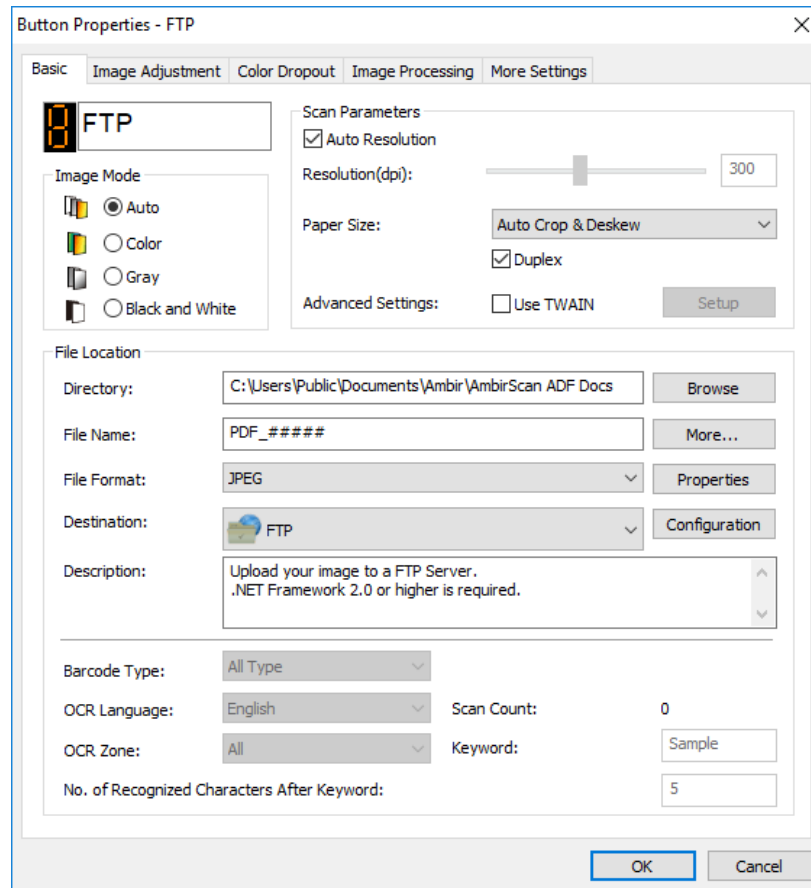 Button Properties - FTP
Basic Image Adjustment Color Dropout Image Processing More Settings
FTP
Image Mode
Auto
Color
Gray
Black and White
Scan Parameters
Auto Resolution
Resolution(dpi): 300
Paper Size: Auto Crop & Deskew
Duplex
Advanced Settings: Use TWAIN Setup
File Location
Directory: C:\Users\Public\Documents\Ambir\AmbirScan ADF Docs Browse
File Name: PDF_##### More...
File Format: JPEG Properties
Destination: FTP Configuration
Description: Upload your image to a FTP Server.
.NET Framework 2.0 or higher is required.
Barcode Type: All Type
OCR Language: English Scan Count: 0
OCR Zone: All Keyword: Sample
No. of Recognized Characters After Keyword: 5
OK Cancel